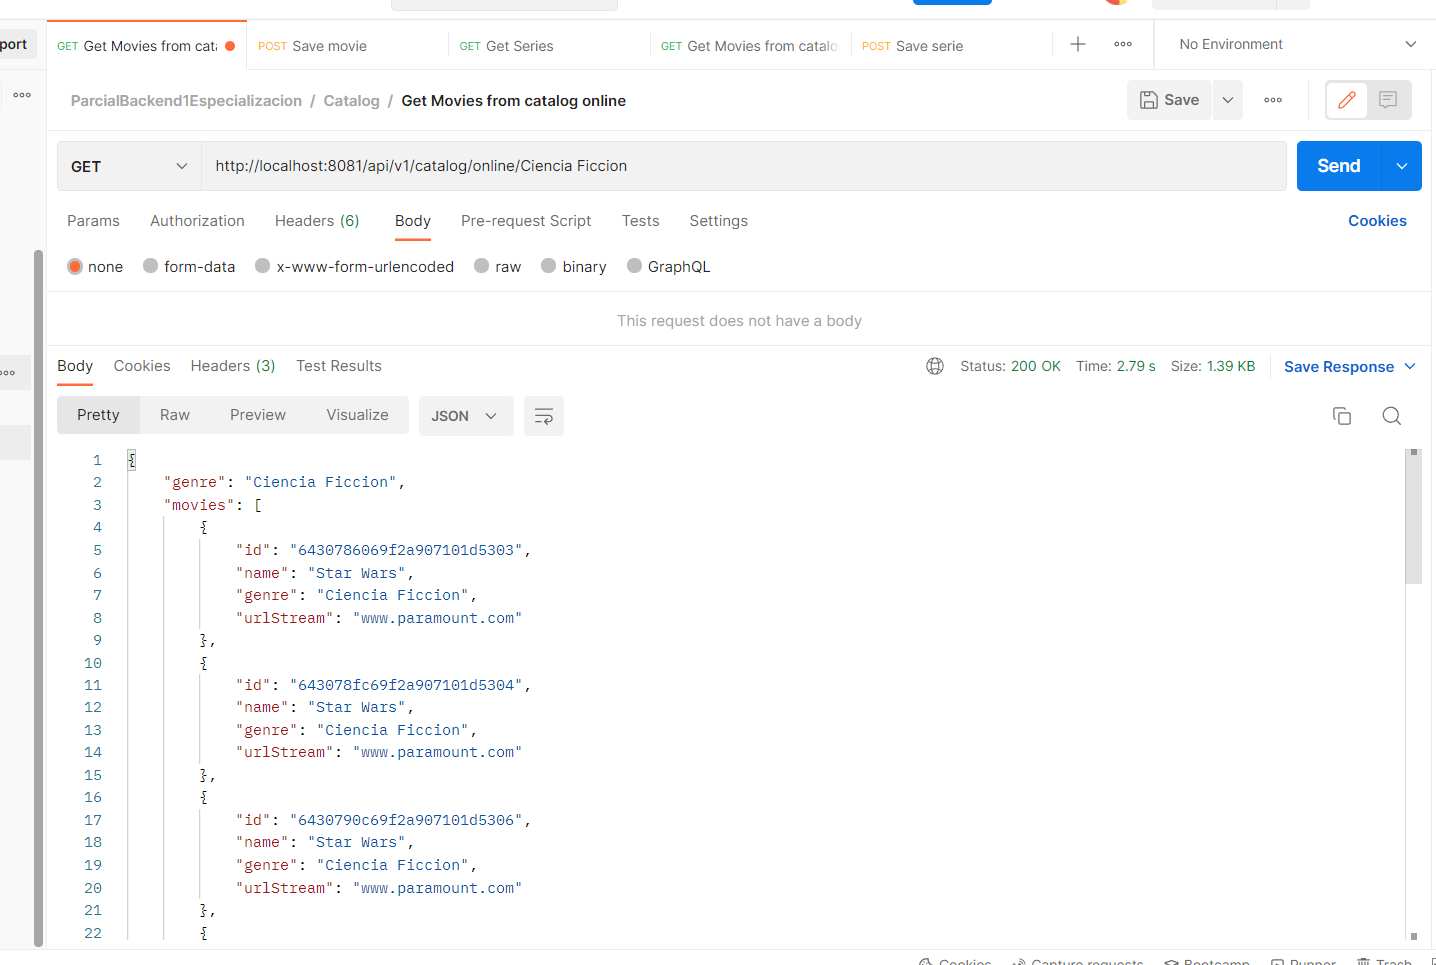 port
GET Get Movies from cata
POST Save movie
GET Get Series
GET Get Movies from catalo
POST Save serie
No Environment
ParcialBackend1Especializacion / Catalog / Get Movies from catalog online
Save
GET
http://localhost:8081/api/v1/catalog/online/Ciencia Ficcion
Send
Params Authorization Headers (6) Body Pre-request Script Tests Settings Cookies
none form-data x-www-form-urlencoded raw binary GraphQL
This request does not have a body
Body Cookies Headers (3) Test Results
Status: 200 OK Time: 2.79 s Size: 1.39 KB Save Response
Pretty Raw Preview Visualize JSON
1 {
2 "genre": "Ciencia Ficcion",
3 "movies": [
4 {
5 "id": "6430786069f2a907101d5303",
6 "name": "Star Wars",
7 "genre": "Ciencia Ficcion",
8 "urlStream": "www.paramount.com"
9 },
10 {
11 "id": "643078fc69f2a907101d5304",
12 "name": "Star Wars",
13 "genre": "Ciencia Ficcion",
14 "urlStream": "www.paramount.com"
15 },
16 {
17 "id": "6430790c69f2a907101d5306",
18 "name": "Star Wars",
19 "genre": "Ciencia Ficcion",
20 "urlStream": "www.paramount.com"
21 },
22 {
Cookies Capture requests Bootcamp Runner Trash